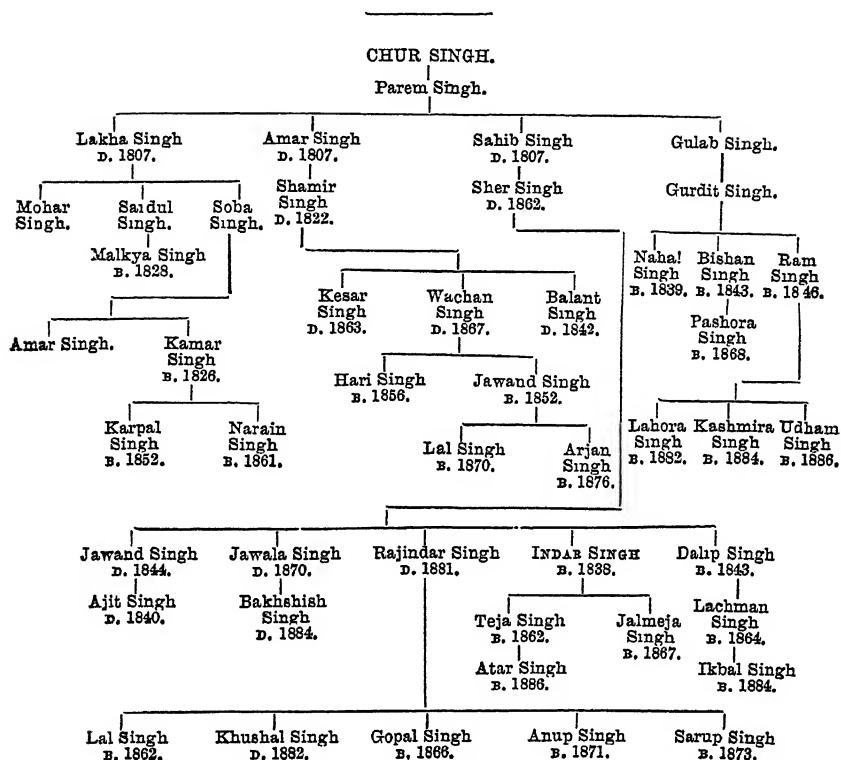 CHUR SINGH.
Parem Singh.
Lakha Singh
D. 1807.
Amar Singh
D. 1807.
Sahib Singh
D. 1807.
Gulab Singh.
Mohar
Singh.
Saidul
Singh.
Soba
Singh.
Shamir
Singh
D. 1822.
Sher Singh
D. 1862.
Gurdit Singh.
Malkya Singh
B. 1828.
Naha!
Singh
B. 1839.
Bishan
Singh
B. 1843.
Ram
Singh
B. 1846.
Kesar
Singh
D. 1863.
Wachan
Singh
D. 1867.
Balant
Singh
D. 1842.
Pashora
Singh
B. 1868.
Amar Singh.
Kamar
Singh
B. 1826.
Hari Singh
B. 1856.
Jawand Singh
B. 1852.
Karpal
Singh
B. 1852.
Narain
Singh
B. 1861.
Lal Singh
B. 1870.
Arjan
Singh
B. 1876.
Lahora
Singh
B. 1882.
Kashmira
Singh
B. 1884.
Udham
Singh
B. 1886.
Jawand Singh
D. 1844.
Jawala Singh
D. 1870.
Rajindar Singh
D. 1881.
INDAR SINGH
B. 1838.
Dalip Singh
B. 1843.
Ajit Singh
D. 1840.
Bakhshish
Singh
D. 1884.
Teja Singh
B. 1862.
Jalmeja
Singh
B. 1867.
Lachman
Singh
B. 1864.
Atar Singh
B. 1886.
Ikbal Singh
B. 1884.
Lal Singh
B. 1862.
Khushal Singh
D. 1882.
Gopal Singh
B, 1866.
Anup Singh
B. 1871.
Sarup Singh
B. 1873.